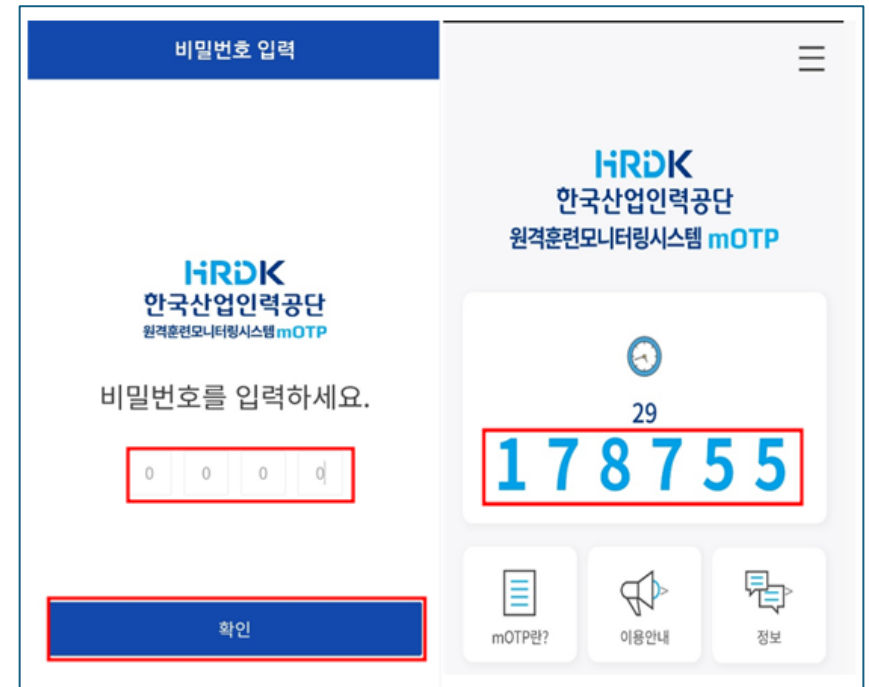 비밀번호 입력
HRDK
한국산업인력공단
원격훈련모니터링시스템 mOTP
비밀번호를 입력하세요.
0 0 0 0
확인
HRDK
한국산업인력공단
원격훈련모니터링시스템 mOTP
29
178755
mOTP란?
이용안내
정보